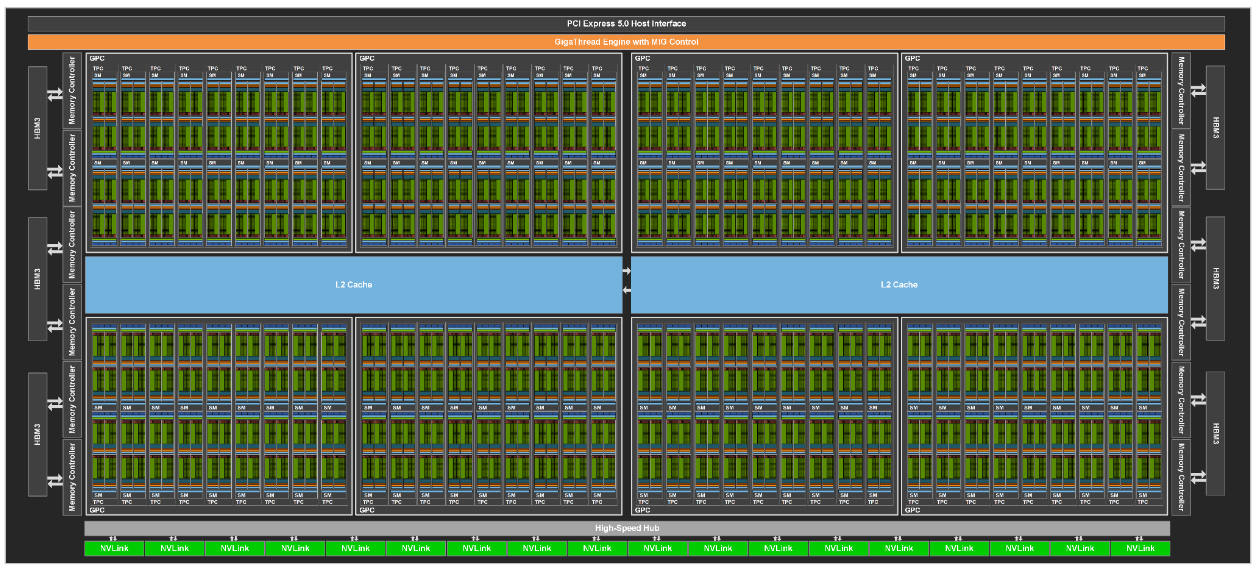 PCI Express 5.0 Host Interface
GigaThread Engine with MIG Control
GPC GPC GPC GPC
TPC TPC TPC TPC TPC TPC TPC TPC TPC TPC TPC TPC TPC TPC TPC TPC TPC TPC TPC TPC TPC TPC TPC TPC TPC TPC TPC TPC TPC TPC TPC TPC TPC TPC TPC TPC
SM SM SM SM SM SM SM SM SM SM SM SM SM SM SM SM SM SM SM SM SM SM SM SM SM SM SM SM SM SM SM SM SM SM SM SM
SM SM SM SM SM SM SM SM SM SM SM SM SM SM SM SM SM SM SM SM SM SM SM SM SM SM SM SM SM SM SM SM SM SM SM SM
HBM3
HBM3
HBM3
Memory Controller
Memory Controller
Memory Controller
Memory Controller
Memory Controller
Memory Controller
L2 Cache
L2 Cache
Memory Controller
Memory Controller
Memory Controller
Memory Controller
Memory Controller
Memory Controller
HBM3
HBM3
HBM3
SM SM SM SM SM SM SM SM SM SM SM SM SM SM SM SM SM SM SM SM SM SM SM SM SM SM SM SM SM SM SM SM SM SM SM SM
SM SM SM SM SM SM SM SM SM SM SM SM SM SM SM SM SM SM SM SM SM SM SM SM SM SM SM SM SM SM SM SM SM SM SM SM
TPC TPC TPC TPC TPC TPC TPC TPC TPC TPC TPC TPC TPC TPC TPC TPC TPC TPC TPC TPC TPC TPC TPC TPC TPC TPC TPC TPC TPC TPC TPC TPC TPC TPC TPC TPC
GPC GPC GPC GPC
High-Speed Hub
NVLink NVLink NVLink NVLink NVLink NVLink NVLink NVLink NVLink NVLink NVLink NVLink NVLink NVLink NVLink NVLink NVLink NVLink